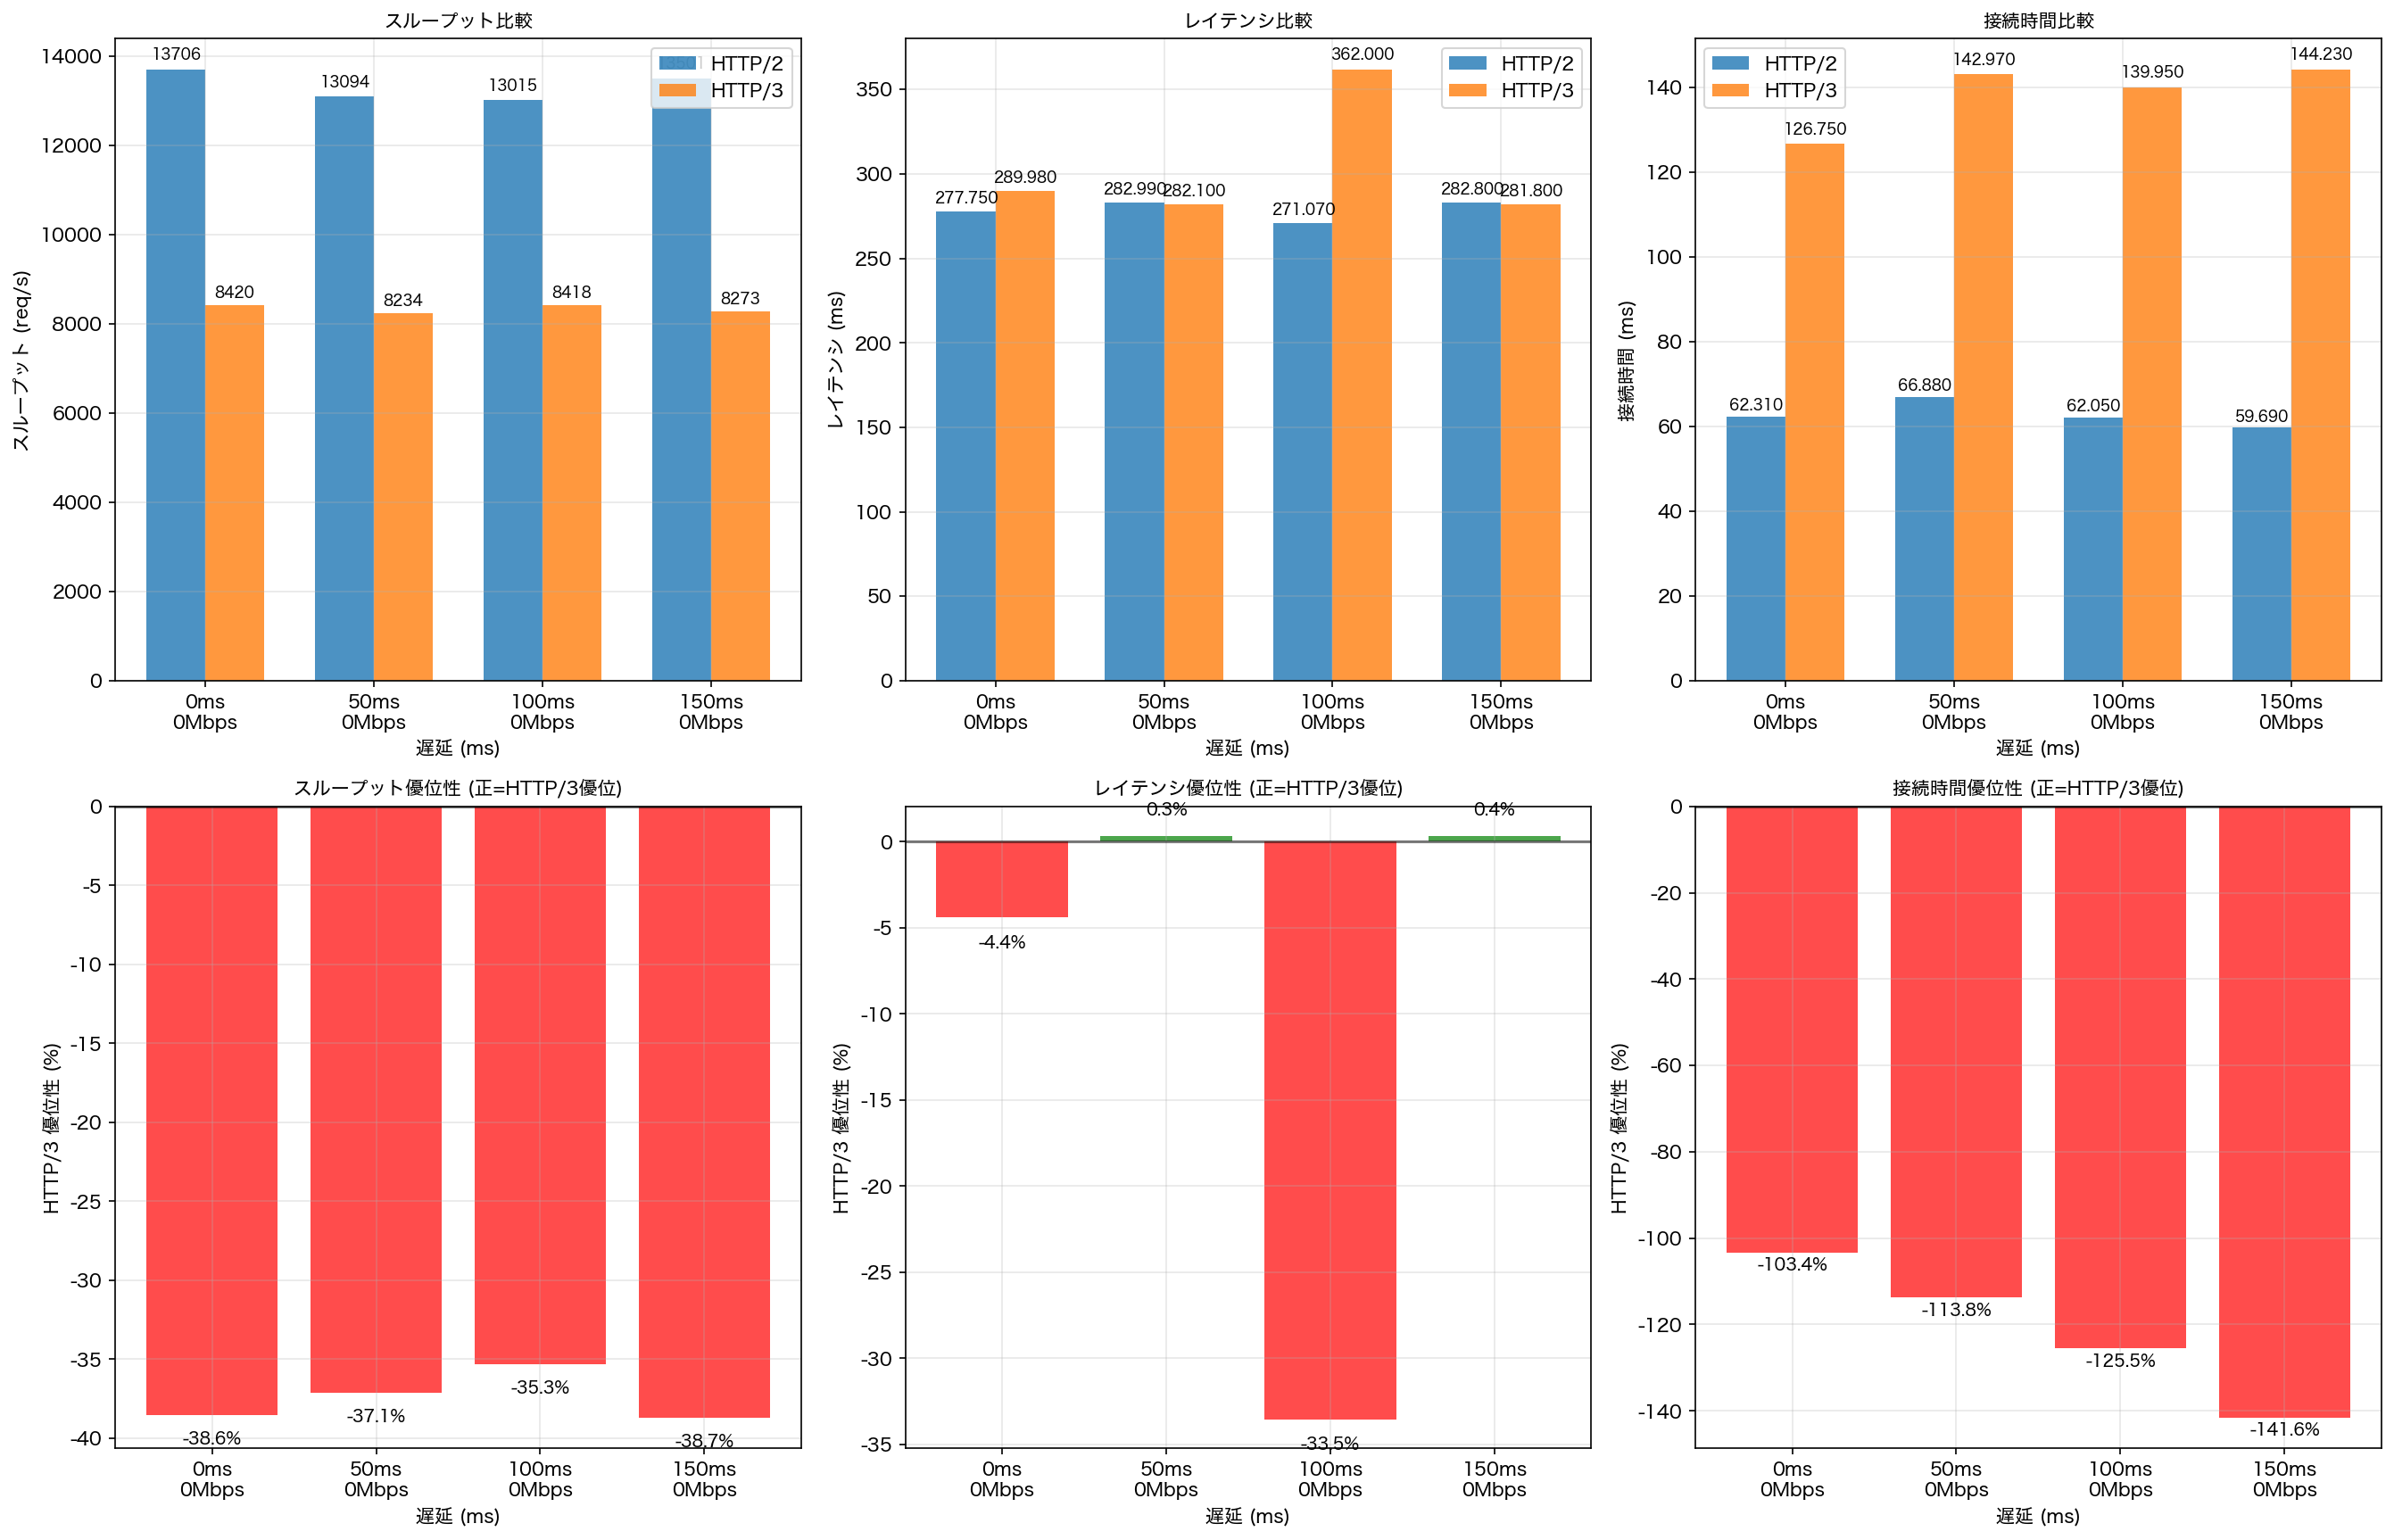 スループット比較
14000
12000
10000
8000
6000
4000
2000
0
スループット (req/s)
13706
8420
13094
8234
13015
8418
13501
8273
HTTP/2
HTTP/3
0ms
0Mbps
50ms
0Mbps
100ms
0Mbps
150ms
0Mbps
遅延 (ms)
レイテンシ比較
350
300
250
200
150
100
50
0
レイテンシ (ms)
277.750
289.980
282.990
282.100
271.070
362.000
282.800
281.800
HTTP/2
HTTP/3
0ms
0Mbps
50ms
0Mbps
100ms
0Mbps
150ms
0Mbps
遅延 (ms)
接続時間比較
140
120
100
80
60
40
20
0
接続時間 (ms)
HTTP/2
HTTP/3
62.310
126.750
66.880
142.970
62.050
139.950
59.690
144.230
0ms
0Mbps
50ms
0Mbps
100ms
0Mbps
150ms
0Mbps
遅延 (ms)
スループット優位性 (正=HTTP/3優位)
0
-5
-10
-15
-20
-25
-30
-35
-40
HTTP/3 優位性 (%)
-38.6%
-37.1%
-35.3%
-38.7%
0ms
0Mbps
50ms
0Mbps
100ms
0Mbps
150ms
0Mbps
遅延 (ms)
レイテンシ優位性 (正=HTTP/3優位)
0
-5
-10
-15
-20
-25
-30
-35
HTTP/3 優位性 (%)
-4.4%
0.3%
-33.5%
0.4%
0ms
0Mbps
50ms
0Mbps
100ms
0Mbps
150ms
0Mbps
遅延 (ms)
接続時間優位性 (正=HTTP/3優位)
0
-20
-40
-60
-80
-100
-120
-140
HTTP/3 優位性 (%)
-103.4%
-113.8%
-125.5%
-141.6%
0ms
0Mbps
50ms
0Mbps
100ms
0Mbps
150ms
0Mbps
遅延 (ms)